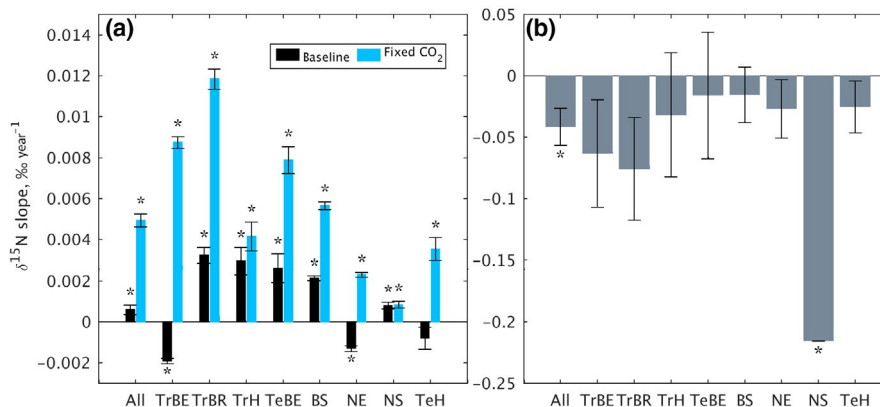 (a)
Baseline
Fixed CO₂
0.014
0.012
0.01
0.008
0.006
0.004
0.002
0
−0.002
δ¹⁵N slope, ‰ year⁻¹
* * * * * * * * * * * * * * * * *
All TrBE TrBR TrH TeBE BS NE NS TeH
(b)
0.05
0
−0.05
−0.1
−0.15
−0.2
−0.25
* *
All TrBE TrBR TrH TeBE BS NE NS TeH